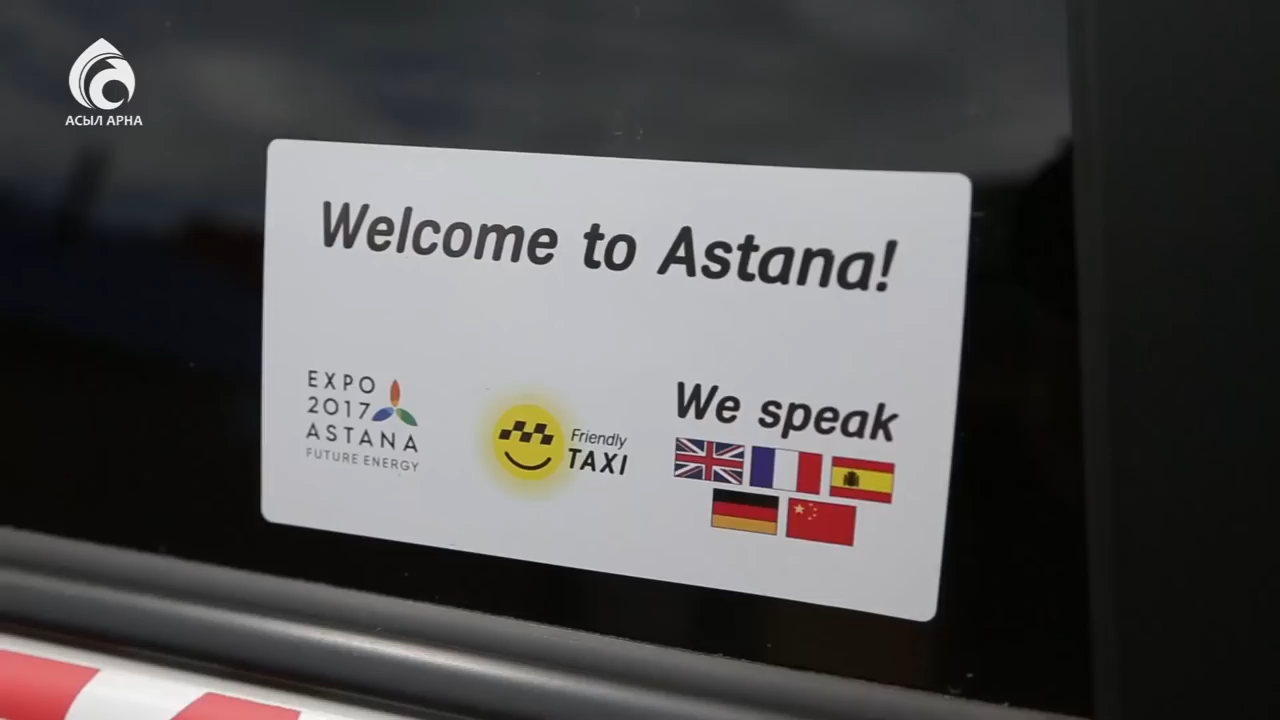 АСЫЛ АРНА
Welcome to Astana!
EXPO
2017
ASTANA
FUTURE ENERGY
Friendly
TAXI
We speak